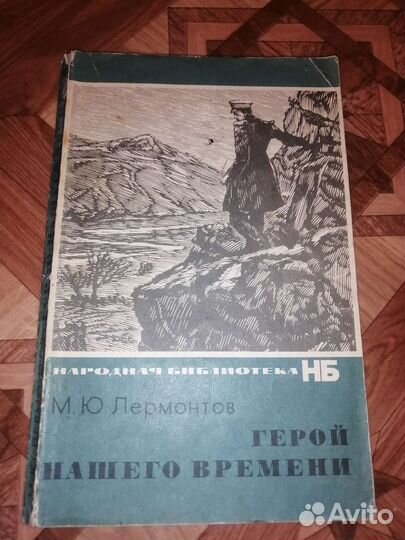 НАРОДНАЯ БИБЛИОТЕКА НБ
М.Ю. Лермонтов
ГЕРОЙ
НАШЕГО ВРЕМЕНИ
Avito